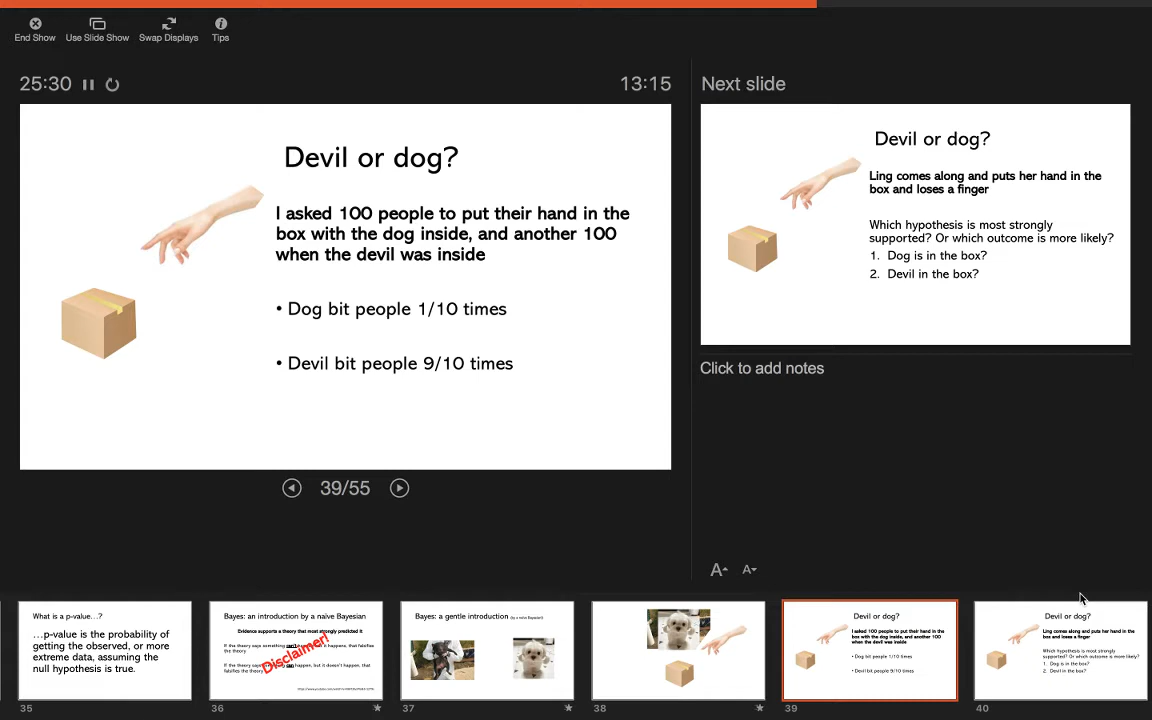 End Show
Use Slide Show
Swap Displays
Tips
25:30
13:15
Next slide
Devil or dog?
I asked 100 people to put their hand in the
box with the dog inside, and another 100
when the devil was inside
• Dog bit people 1/10 times
• Devil bit people 9/10 times
Devil or dog?
Ling comes along and puts her hand in the
box and loses a finger
Which hypothesis is most strongly
supported? Or which outcome is more likely?
1. Dog is in the box?
2. Devil in the box?
Click to add notes
39/55
A A
What is a p-value…?
…p-value is the probability of
getting the observed, or more
extreme data, assuming the
null hypothesis is true.
35
Bayes: an introduction by a naïve Bayesian
Evidence supports a theory that most strongly predicted it
If the theory says something can't happen, it happens, that falsifies
the theory
If the theory says can happen, but it doesn't happen, that
falsifies the theory
Disclaimer!
36
Bayes: a gentle introduction (by a naïve Bayesian!)
37
38
Devil or dog?
I asked 100 people to put their hand in the
box with the dog inside, and another 100
when the devil was inside
• Dog bit people 1/10 times
• Devil bit people 9/10 times
39
Devil or dog?
Ling comes along and puts her hand in the
box and loses a finger
Which hypothesis is most strongly
supported? Or which outcome is more likely?
1. Dog is in the box?
2. Devil in the box?
40